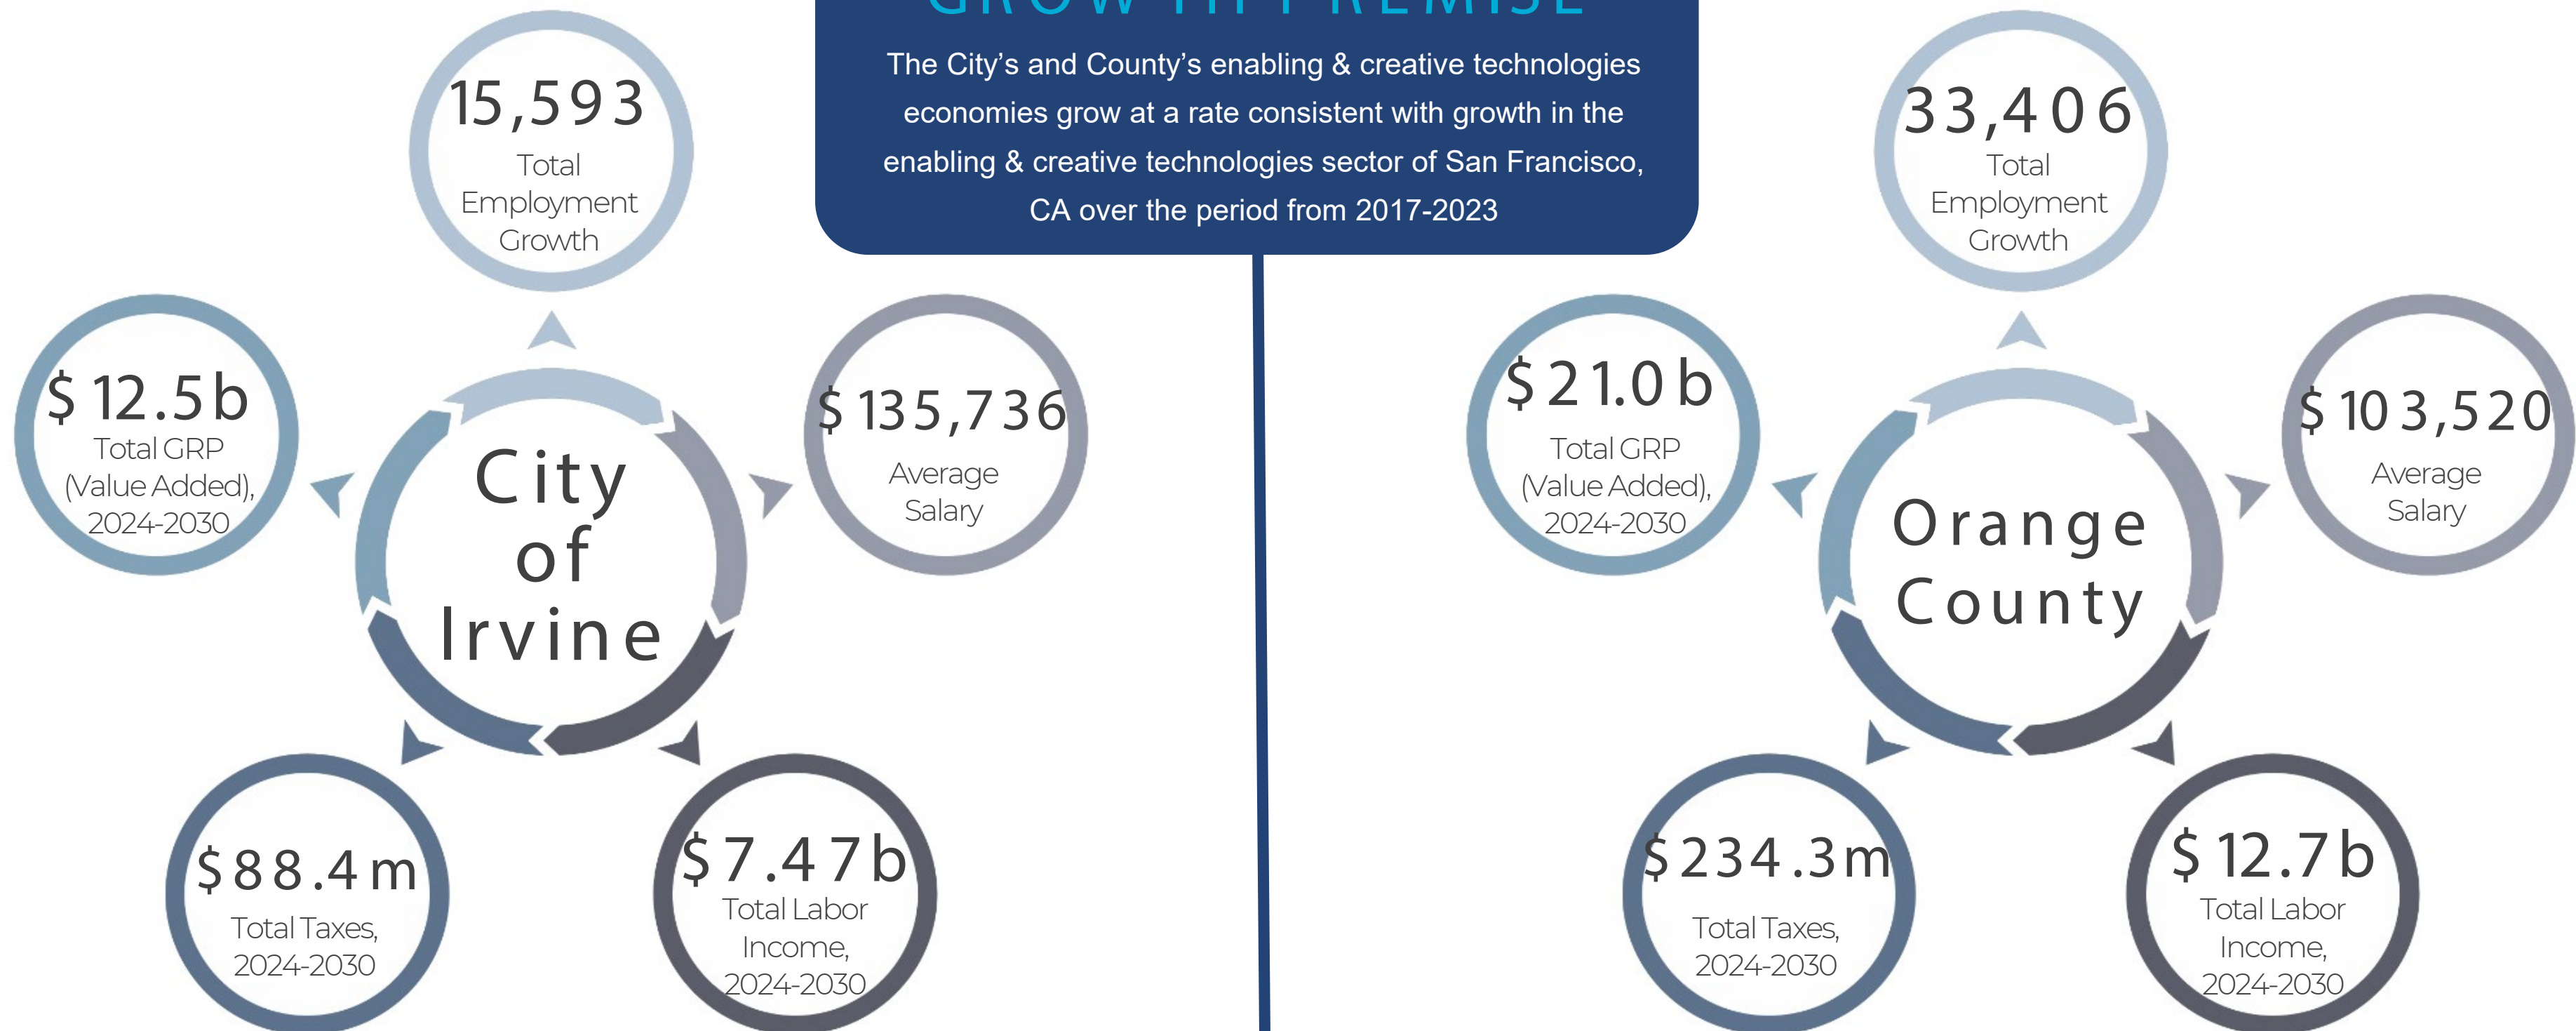 GROWTH PREMISE
The City’s and County’s enabling & creative technologies
economies grow at a rate consistent with growth in the
enabling & creative technologies sector of San Francisco,
CA over the period from 2017-2023
15,593
Total
Employment
Growth
$12.5b
Total GRP
(Value Added),
2024-2030
$135,736
Average
Salary
City
of
Irvine
$88.4m
Total Taxes,
2024-2030
$7.47b
Total Labor
Income,
2024-2030
33,406
Total
Employment
Growth
$21.0b
Total GRP
(Value Added),
2024-2030
$103,520
Average
Salary
Orange
County
$234.3m
Total Taxes,
2024-2030
$12.7b
Total Labor
Income,
2024-2030